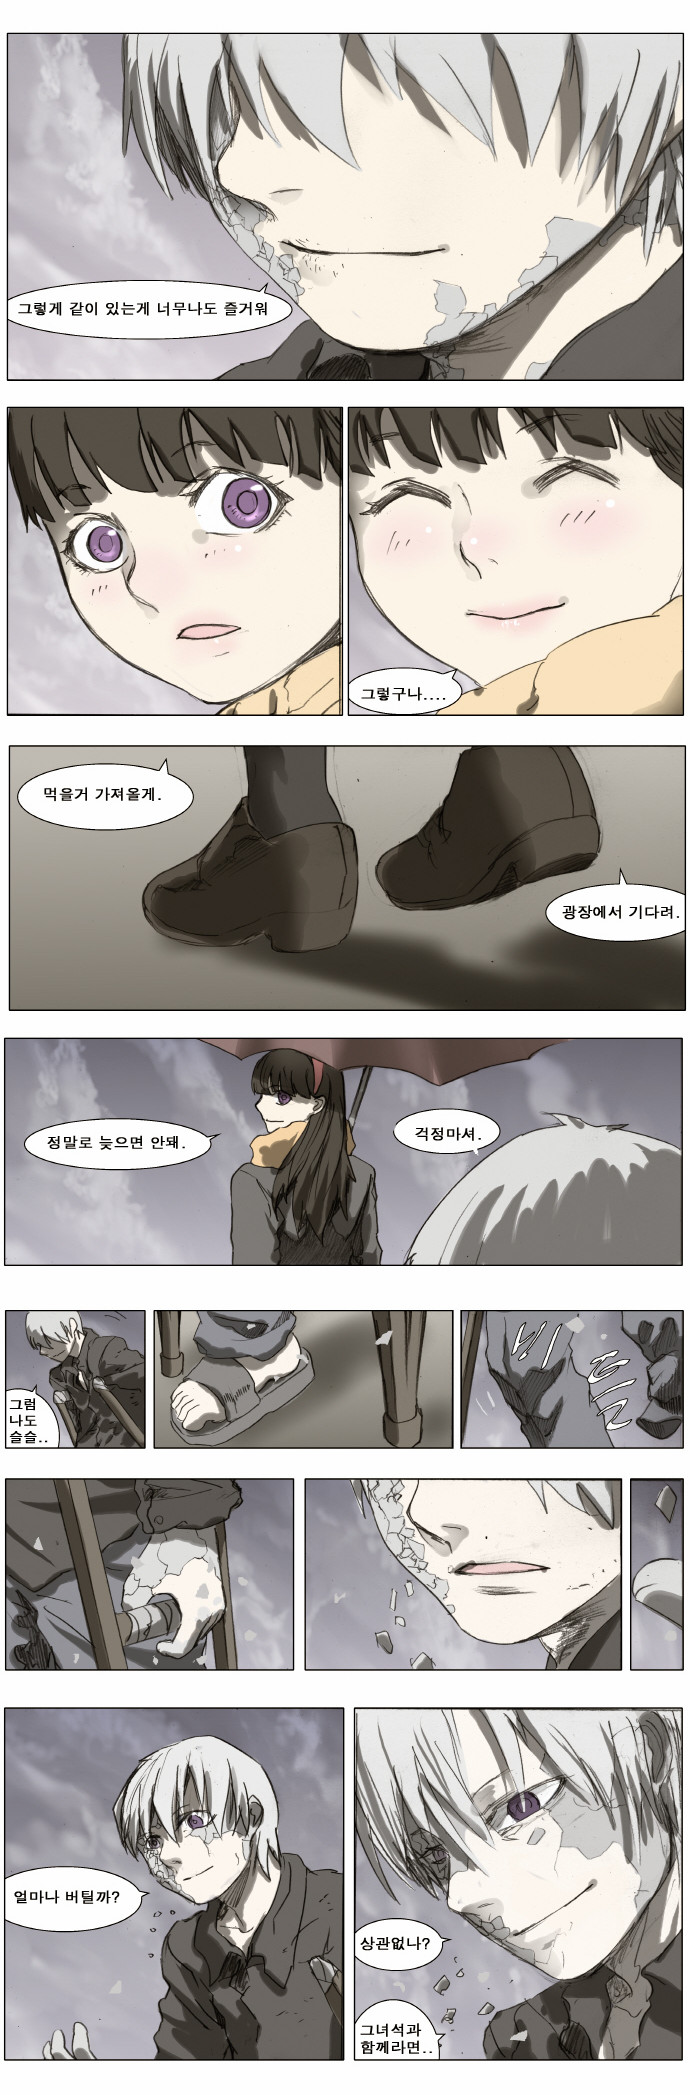 그렇게 같이 있는게 너무나도 즐거워
그렇구나....
먹을거 가져올게.
광장에서 기다려.
정말로 늦으면 안돼.
걱정마셔.
그럼
나도
슬슬..
비틀
얼마나 버틸까?
상관없나?
그녀석과
함께라면..